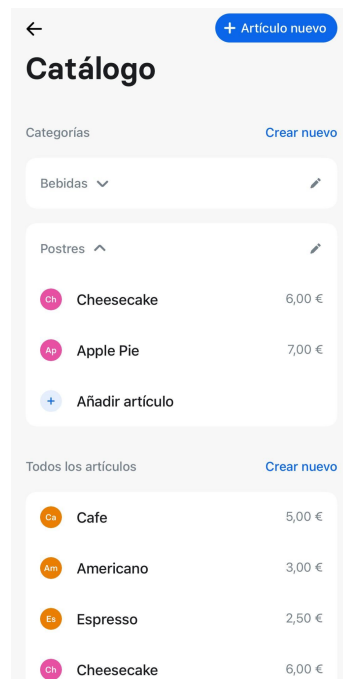 + Artículo nuevo
Catálogo
Categorías Crear nuevo
Bebidas
Postres
Ch Cheesecake 6,00 €
Ap Apple Pie 7,00 €
+ Añadir artículo
Todos los artículos Crear nuevo
Ca Cafe 5,00 €
Am Americano 3,00 €
Es Espresso 2,50 €
Ch Cheesecake 6,00 €